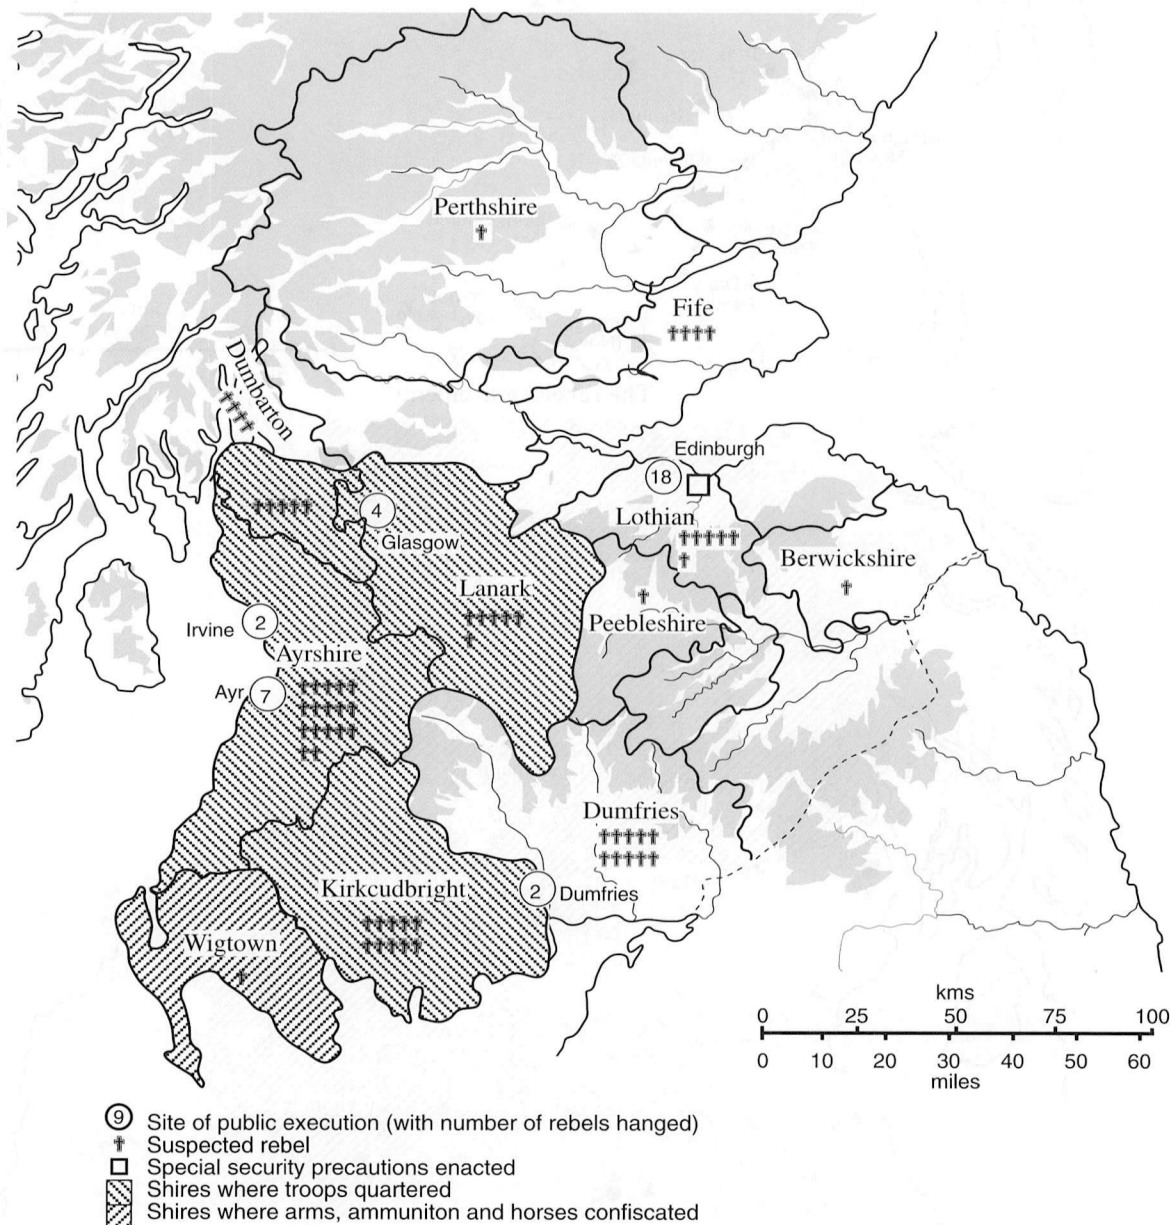 Perthshire
Fife
Dumbarton
Edinburgh
18
Lothian
4
Glasgow
Berwickshire
Lanark
Peebleshire
Irvine
2
Ayrshire
Ayr
7
Dumfries
Kirkcudbright
2
Dumfries
Wigtown
kms
0 25 50 75 100
0 10 20 30 40 50 60
miles
9 Site of public execution (with number of rebels hanged)
Suspected rebel
Special security precautions enacted
Shires where troops quartered
Shires where arms, ammuniton and horses confiscated